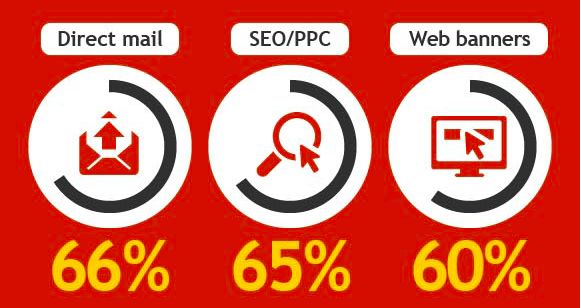 Direct mail
SEO/PPC
Web banners
66%
65%
60%